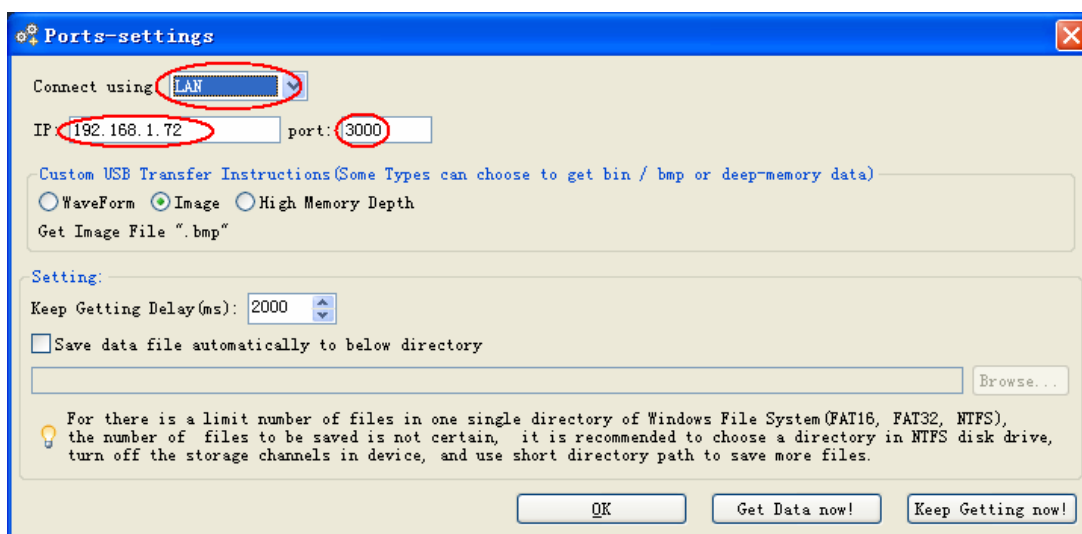 Ports-settings
Connect using: LAN
IP: 192.168.1.72 port: 3000
Custom USB Transfer Instructions(Some Types can choose to get bin / bmp or deep-memory data)
WaveForm Image High Memory Depth
Get Image File ".bmp"
Setting:
Keep Getting Delay(ms): 2000
Save data file automatically to below directory
Browse...
For there is a limit number of files in one single directory of Windows File System(FAT16, FAT32, NTFS),
the number of files to be saved is not certain, it is recommended to choose a directory in NTFS disk drive,
turn off the storage channels in device, and use short directory path to save more files.
OK Get Data now! Keep Getting now!